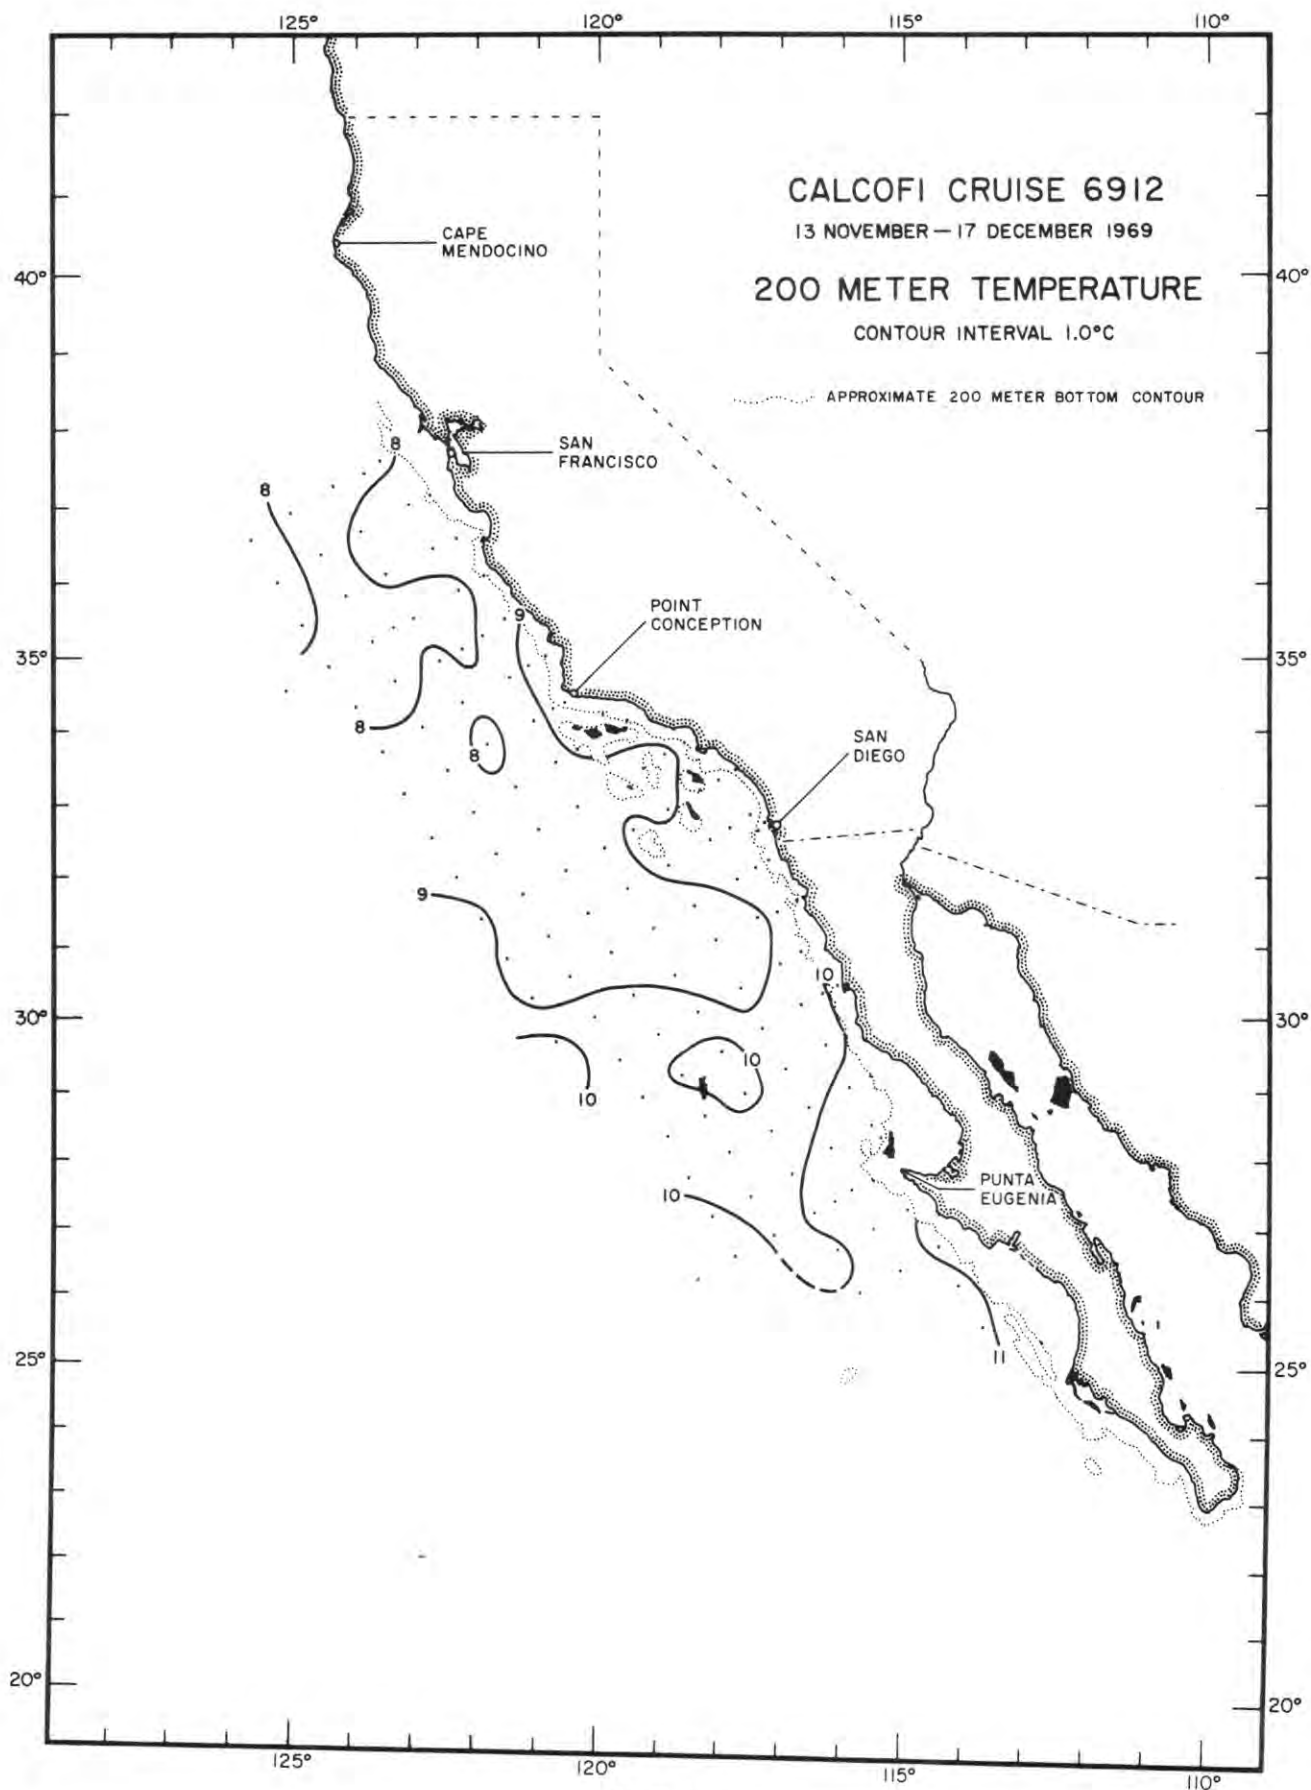 125° 120° 115° 110°
CALCOFI CRUISE 6912
13 NOVEMBER — 17 DECEMBER 1969
CAPE
MENDOCINO
40° 40°
200 METER TEMPERATURE
CONTOUR INTERVAL 1.0°C
APPROXIMATE 200 METER BOTTOM CONTOUR
8
SAN
FRANCISCO
8
POINT
CONCEPTION
9
35° 35°
8
SAN
DIEGO
8
9
10
30° 30°
10
10
PUNTA
EUGENIA
10
11
25° 25°
20° 20°
125° 120° 115° 110°